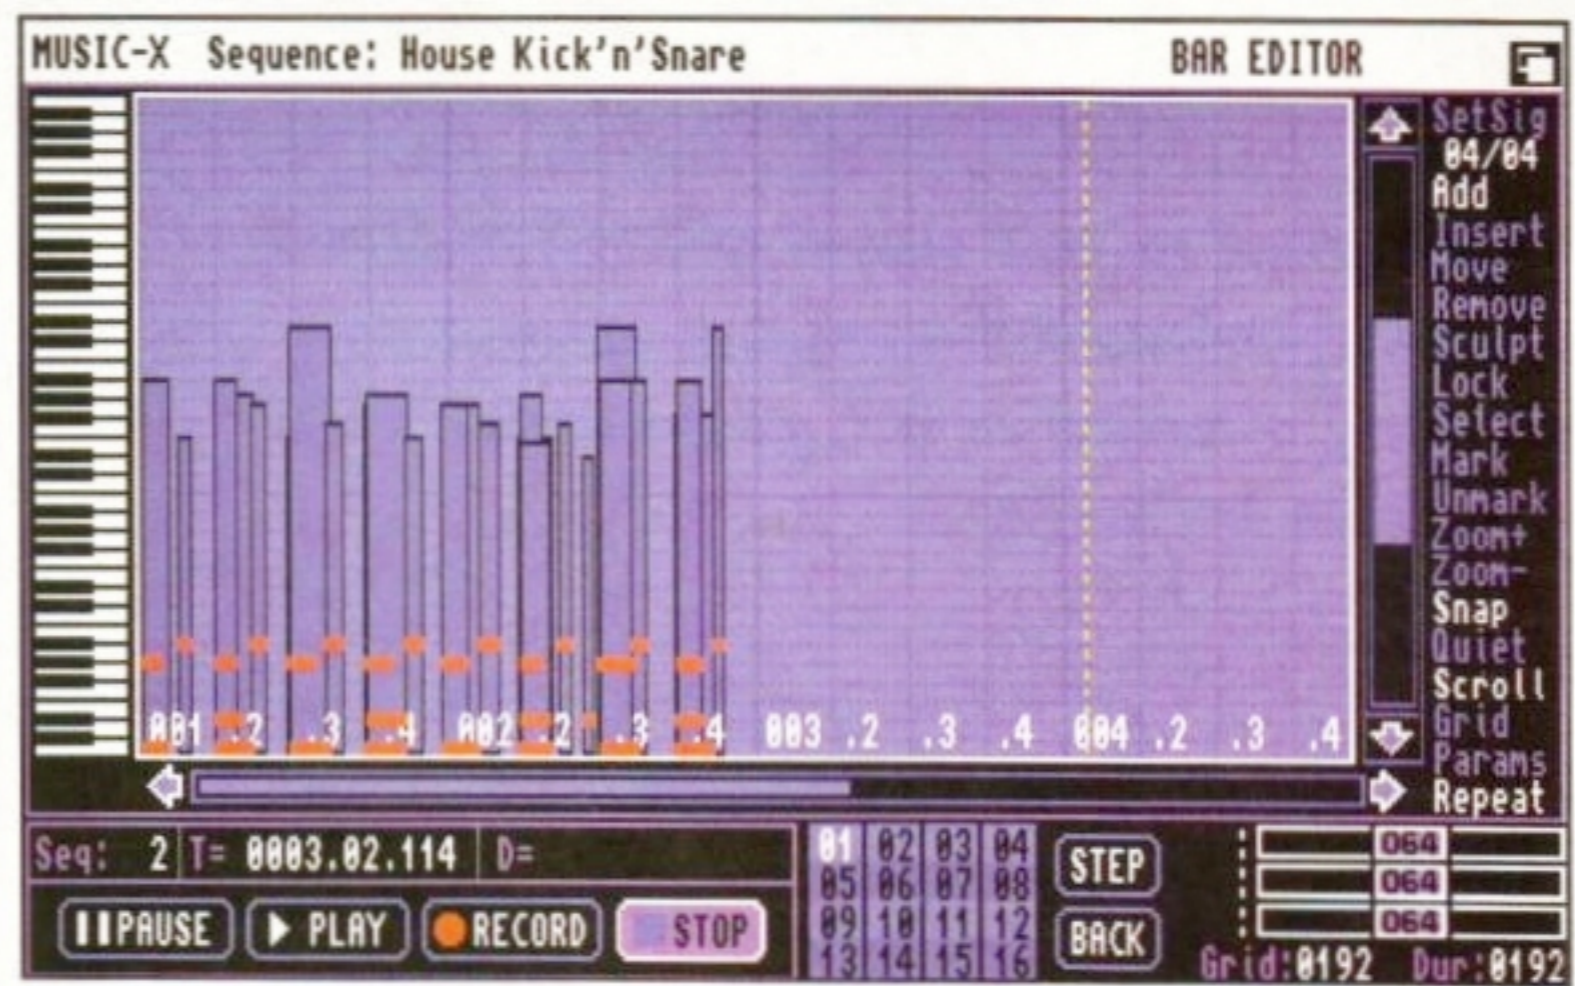 MUSIC-X Sequence: House Kick'n'Snare BAR EDITOR
SetSig
04/04
Add
Insert
Move
Remove
Sculpt
Lock
Select
Mark
Unmark
Zoom+
Zoom-
Snap
Quiet
Scroll
Grid
Params
Repeat
001 .2 .3 .4 002 .2 .3 .4 003 .2 .3 .4 004 .2 .3 .4
Seq: 2 T= 0003.02.114 D=
PAUSE PLAY RECORD STOP
01 02 03 04
05 06 07 08
09 10 11 12
13 14 15 16
STEP
BACK
064
064
064
Grid:0192 Dur:0192